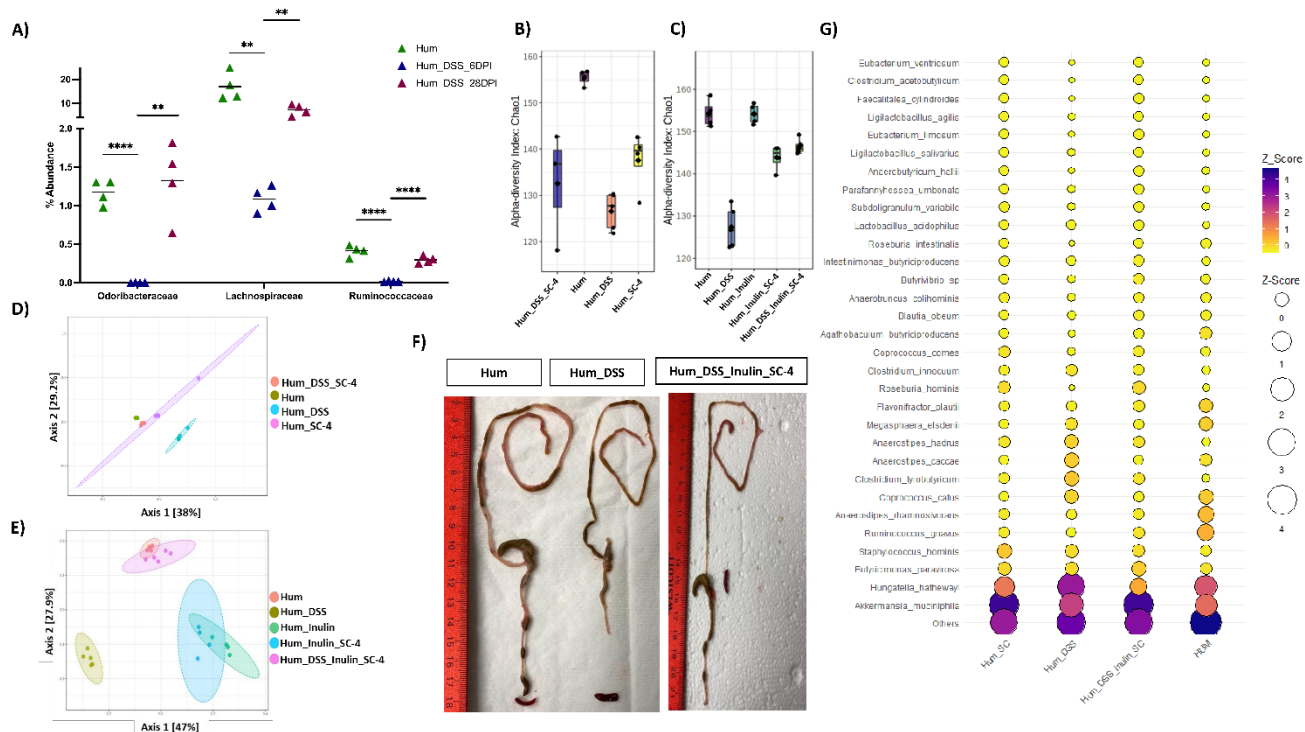 A)
**
**
****
**
****
****
Hum
Hum_DSS_6DPI
Hum_DSS_28DPI
% Abundance
20
10
2.0
1.5
1.0
0.5
0.0
Odoribacteraceae
Lachnospiraceae
Ruminococcaceae
B)
Alpha-diversity Index: Chao1
160
150
140
130
120
Hum_DSS_SC-4
Hum
Hum_DSS
Hum_SC-4
C)
Alpha-diversity Index: Chao1
160
150
140
130
120
Hum
Hum_DSS
Hum_Inulin
Hum_Inulin_SC-4
Hum_DSS_Inulin_SC-4
D)
Axis 2 [29.2%]
Axis 1 [38%]
Hum_DSS_SC-4
Hum
Hum_DSS
Hum_SC-4
E)
Axis 2 [27.9%]
Axis 1 [47%]
Hum
Hum_DSS
Hum_Inulin
Hum_Inulin_SC-4
Hum_DSS_Inulin_SC-4
F)
Hum
Hum_DSS
Hum_DSS_Inulin_SC-4
G)
Eubacterium_ventriosum
Clostridium_acetobutylicum
Faecalitalea_cylindroides
Ligilactobacillus_agilis
Eubacterium_limosum
Ligilactobacillus_salivarius
Anaerobutyricum_hallii
Parafannyhessea_umbonata
Subdoligranulum_variabile
Lactobacillus_acidophilus
Roseburia_intestinalis
Intestinimonas_butyriciproducens
Butyrivibrio_sp
Anaerotruncus_colihominis
Blautia_obeum
Agathobaculum_butyriciproducens
Coprococcus_comes
Clostridium_innocuum
Roseburia_hominis
Flavonifractor_plautii
Megasphaera_elsdenii
Anaerostipes_hadrus
Anaerostipes_caccae
Clostridium_tyrobutyricum
Coprococcus_catus
Anaerostipes_rhamnosivorans
Ruminococcus_gnavus
Staphylococcus_hominis
Butyricimonas_paravirosa
Hungatella_hathewayi
Akkermansia_muciniphila
Others
Hum_SC
Hum_DSS
Hum_DSS_Inulin_SC
HUM
Z_Score
4
3
2
1
0
Z-Score
0
1
2
3
4